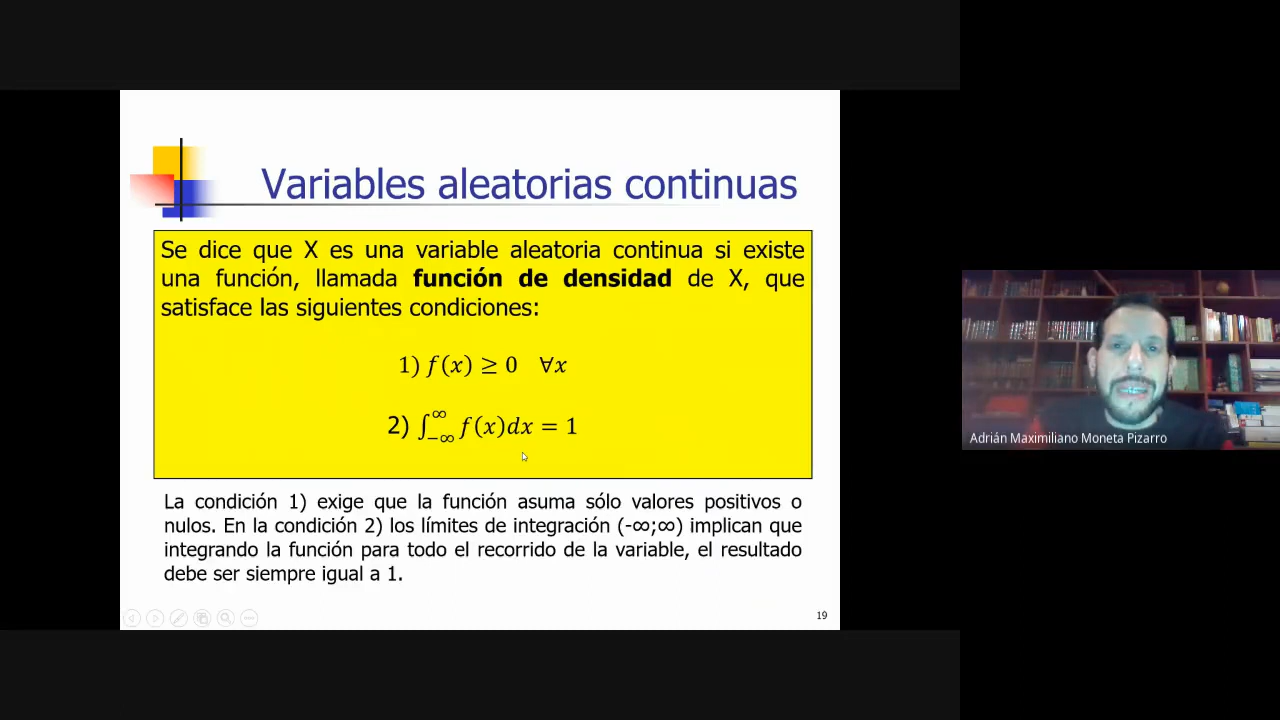 Variables aleatorias continuas
Se dice que X es una variable aleatoria continua si existe
una función, llamada función de densidad de X, que
satisface las siguientes condiciones:
1) f(x) ≥ 0 ∀x
2) ∫_{-∞}^{∞} f(x)dx = 1
La condición 1) exige que la función asuma sólo valores positivos o
nulos. En la condición 2) los límites de integración (-∞;∞) implican que
integrando la función para todo el recorrido de la variable, el resultado
debe ser siempre igual a 1.
19
Adrián Maximiliano Moneta Pizarro